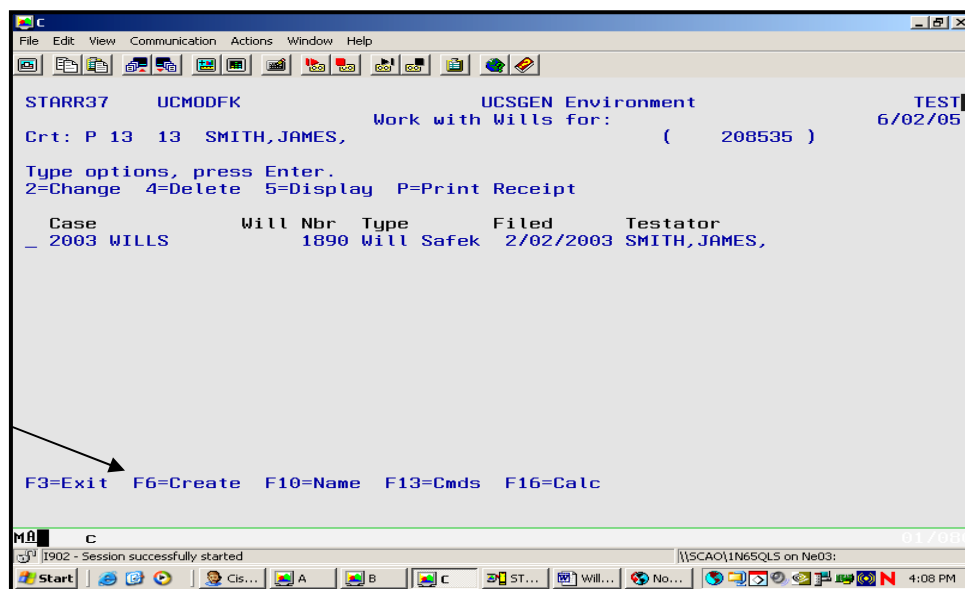 C
File Edit View Communication Actions Window Help
STARR37 UCMODFK UCSGEN Environment TEST
Work with Wills for: 6/02/05
Crt: P 13 13 SMITH,JAMES, ( 208535 )
Type options, press Enter.
2=Change 4=Delete 5=Display P=Print Receipt
Case Will Nbr Type Filed Testator
_ 2003 WILLS 1890 Will Safek 2/02/2003 SMITH,JAMES,
F3=Exit F6=Create F10=Name F13=Cmds F16=Calc
MA C
I902 - Session successfully started \\SCAO\1N65QLS on Ne03:
Start Cis... A B C ST... Will... No... N 4:08 PM